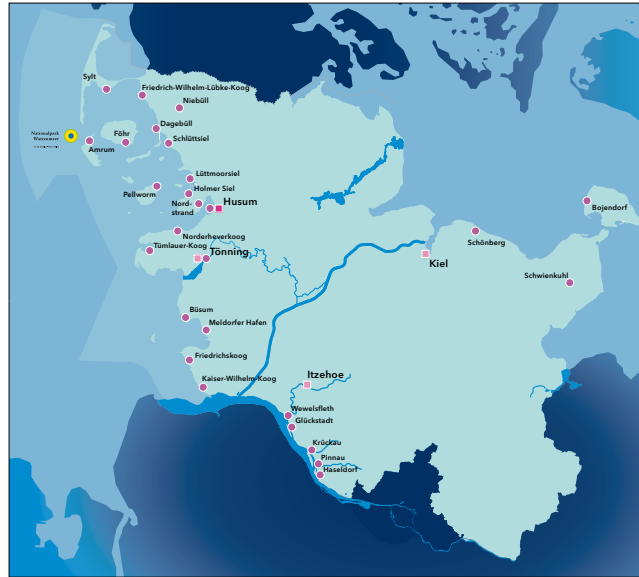 Sylt
Friedrich-Wilhelm-Lübke-Koog
Niebüll
Dagebüll
Nationalpark
Wattenmeer
Föhr
Schlüttsiel
Amrum
Lüttmoorsiel
Pellworm
Holmer Siel
Nord-
strand
Husum
Bojendorf
Norderheverkoog
Schönberg
Tümlauer-Koog
Tönning
Kiel
Schwienkuhl
Büsum
Meldorfer Hafen
Friedrichskoog
Itzehoe
Kaiser-Wilhelm-Koog
Wewelsfleth
Glückstadt
Krückau
Pinnau
Haseldorf